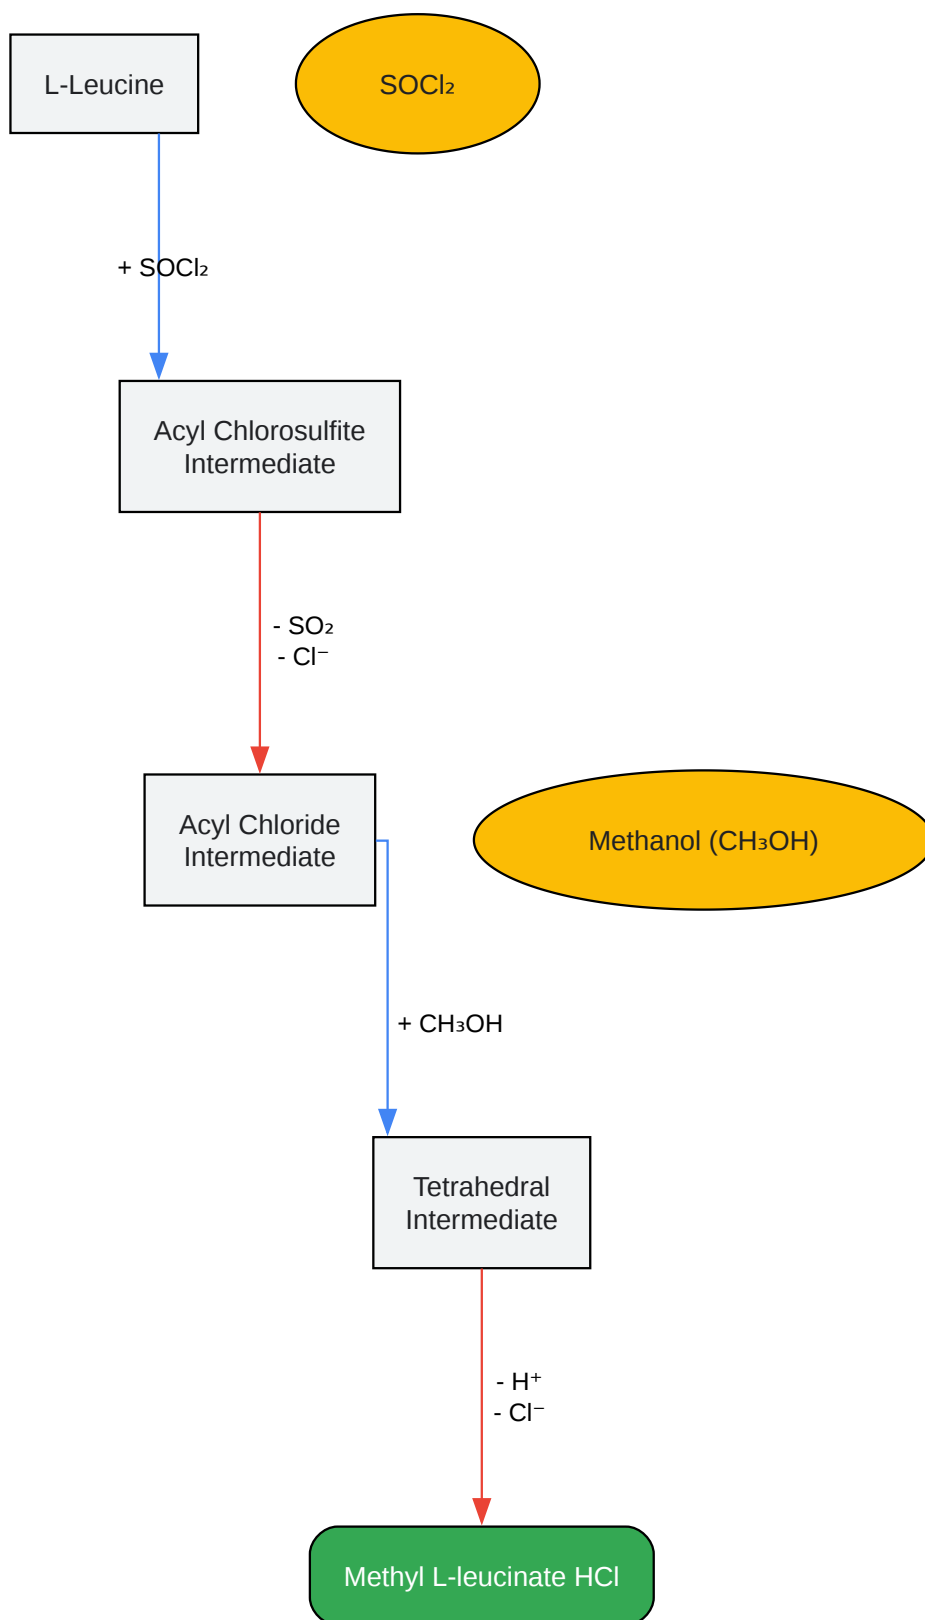 L-Leucine
SOCl₂
+ SOCl₂
Acyl Chlorosulfite
Intermediate
- SO₂
- Cl⁻
Acyl Chloride
Intermediate
Methanol (CH₃OH)
+ CH₃OH
Tetrahedral
Intermediate
- H⁺
- Cl⁻
Methyl L-leucinate HCl